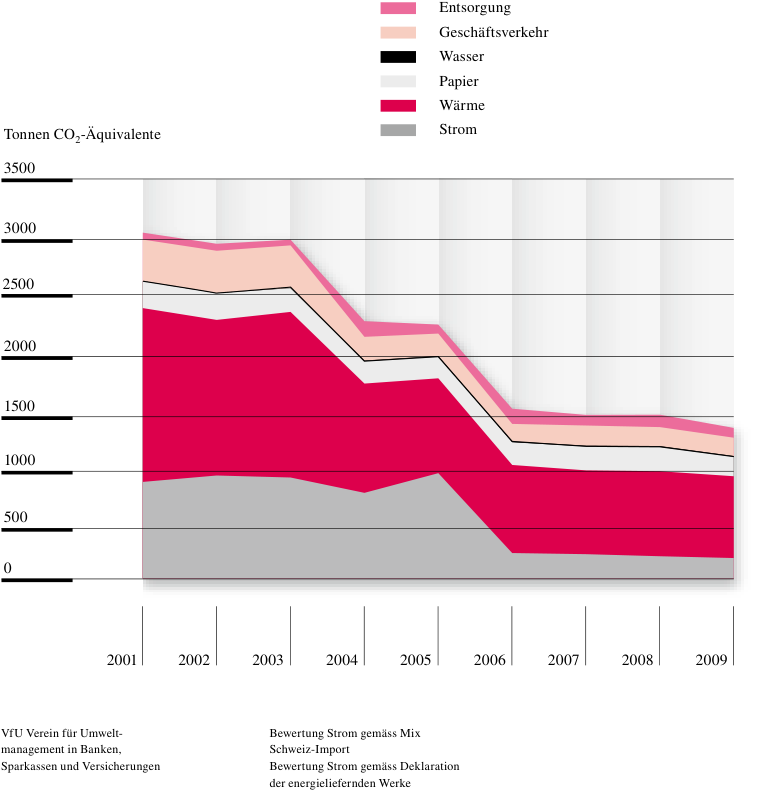 Entsorgung
Geschäftsverkehr
Wasser
Papier
Wärme
Strom
Tonnen CO₂-Äquivalente
3500
3000
2500
2000
1500
1000
500
0
2001 2002 2003 2004 2005 2006 2007 2008 2009
VfU Verein für Umwelt-
management in Banken,
Sparkassen und Versicherungen
Bewertung Strom gemäss Mix
Schweiz-Import
Bewertung Strom gemäss Deklaration
der energieliefernden Werke